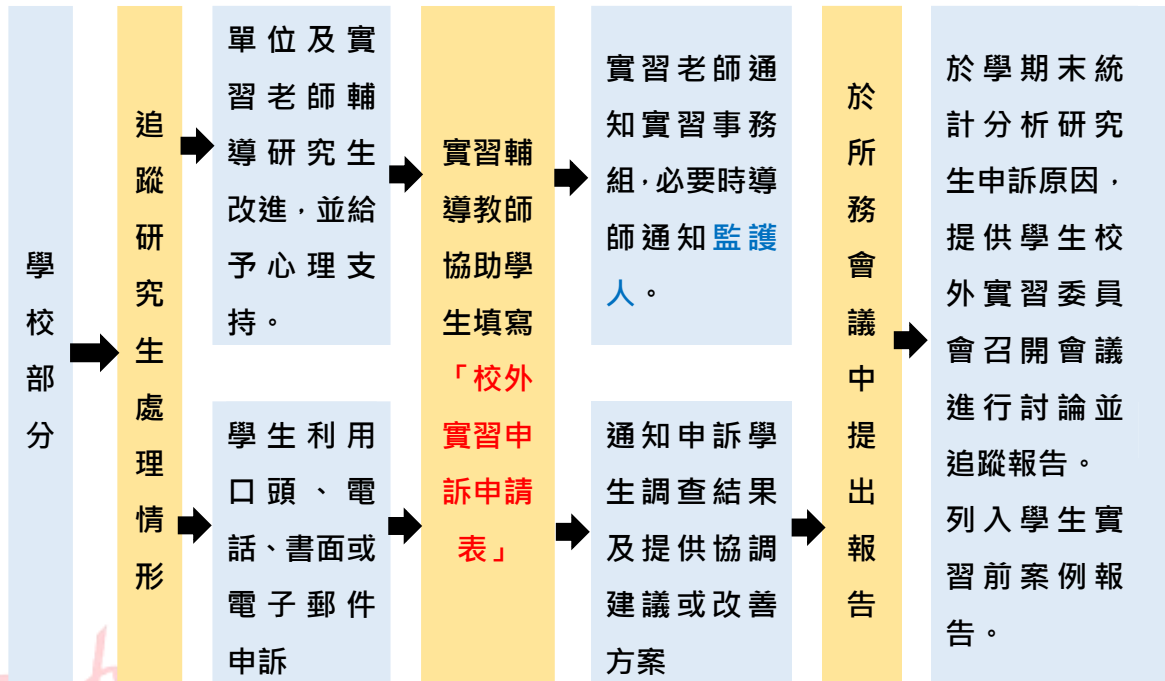 學
校
部
分
追
蹤
研
究
生
處
理
情
形
單位及實
習老師輔
導研究生
改進，並給
予心理支
持。
學生利用
口頭、電
話、書面或
電子郵件
申訴
實習輔
導教師
協助學
生填寫
「校外
實習申
訴申請
表」
實習老師通
知實習事務
組，必要時導
師通知監護
人。
通知申訴學
生調查結果
及提供協調
建議或改善
方案
於
所
務
會
議
中
提
出
報
告
於學期末統
計分析研究
生申訴原因，
提供學生校
外實習委員
會召開會議
進行討論並
追蹤報告。
列入學生實
習前案例報
告。